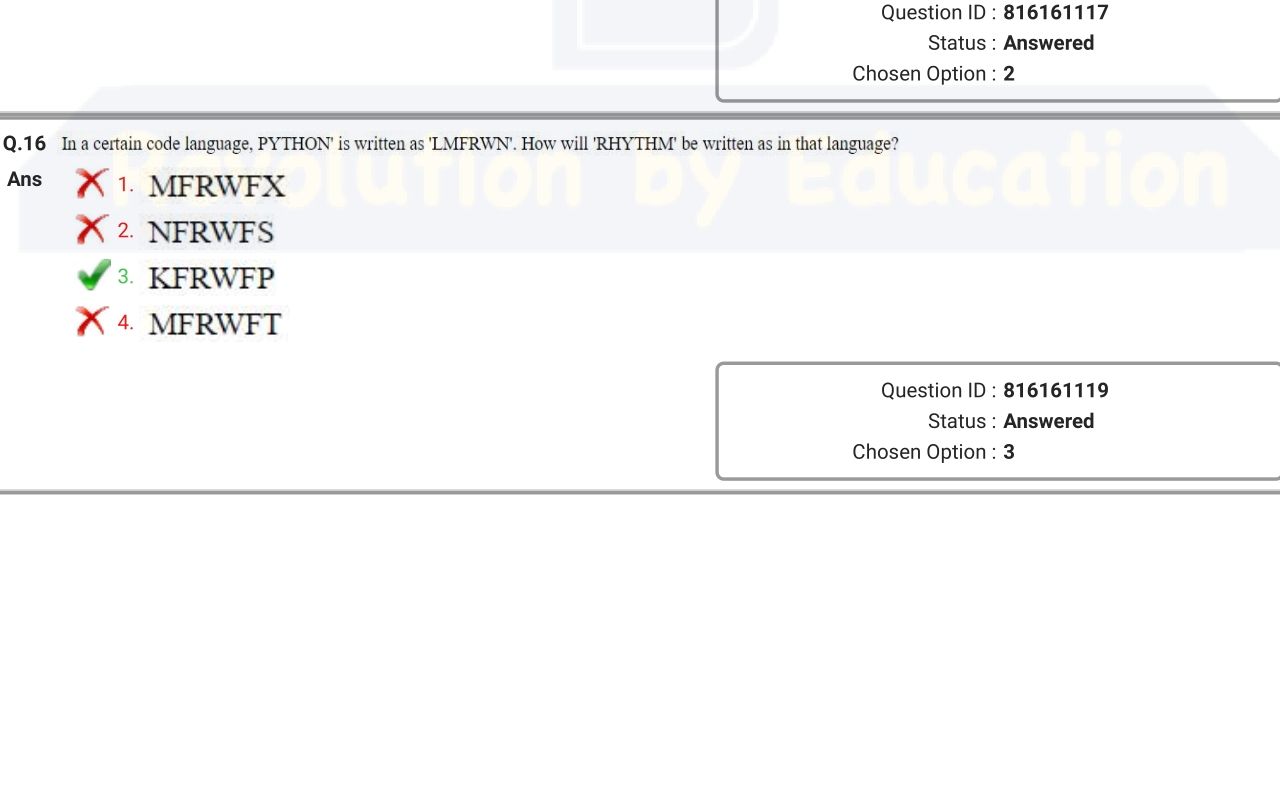 Question ID : 816161117
Status : Answered
Chosen Option : 2
Q.16 In a certain code language, PYTHON' is written as 'LMFRWN'. How will 'RHYTHM' be written as in that language?
Ans 1. MFRWFX
2. NFRWFS
3. KFRWFP
4. MFRWFT
Revolution by Education
Question ID : 816161119
Status : Answered
Chosen Option : 3